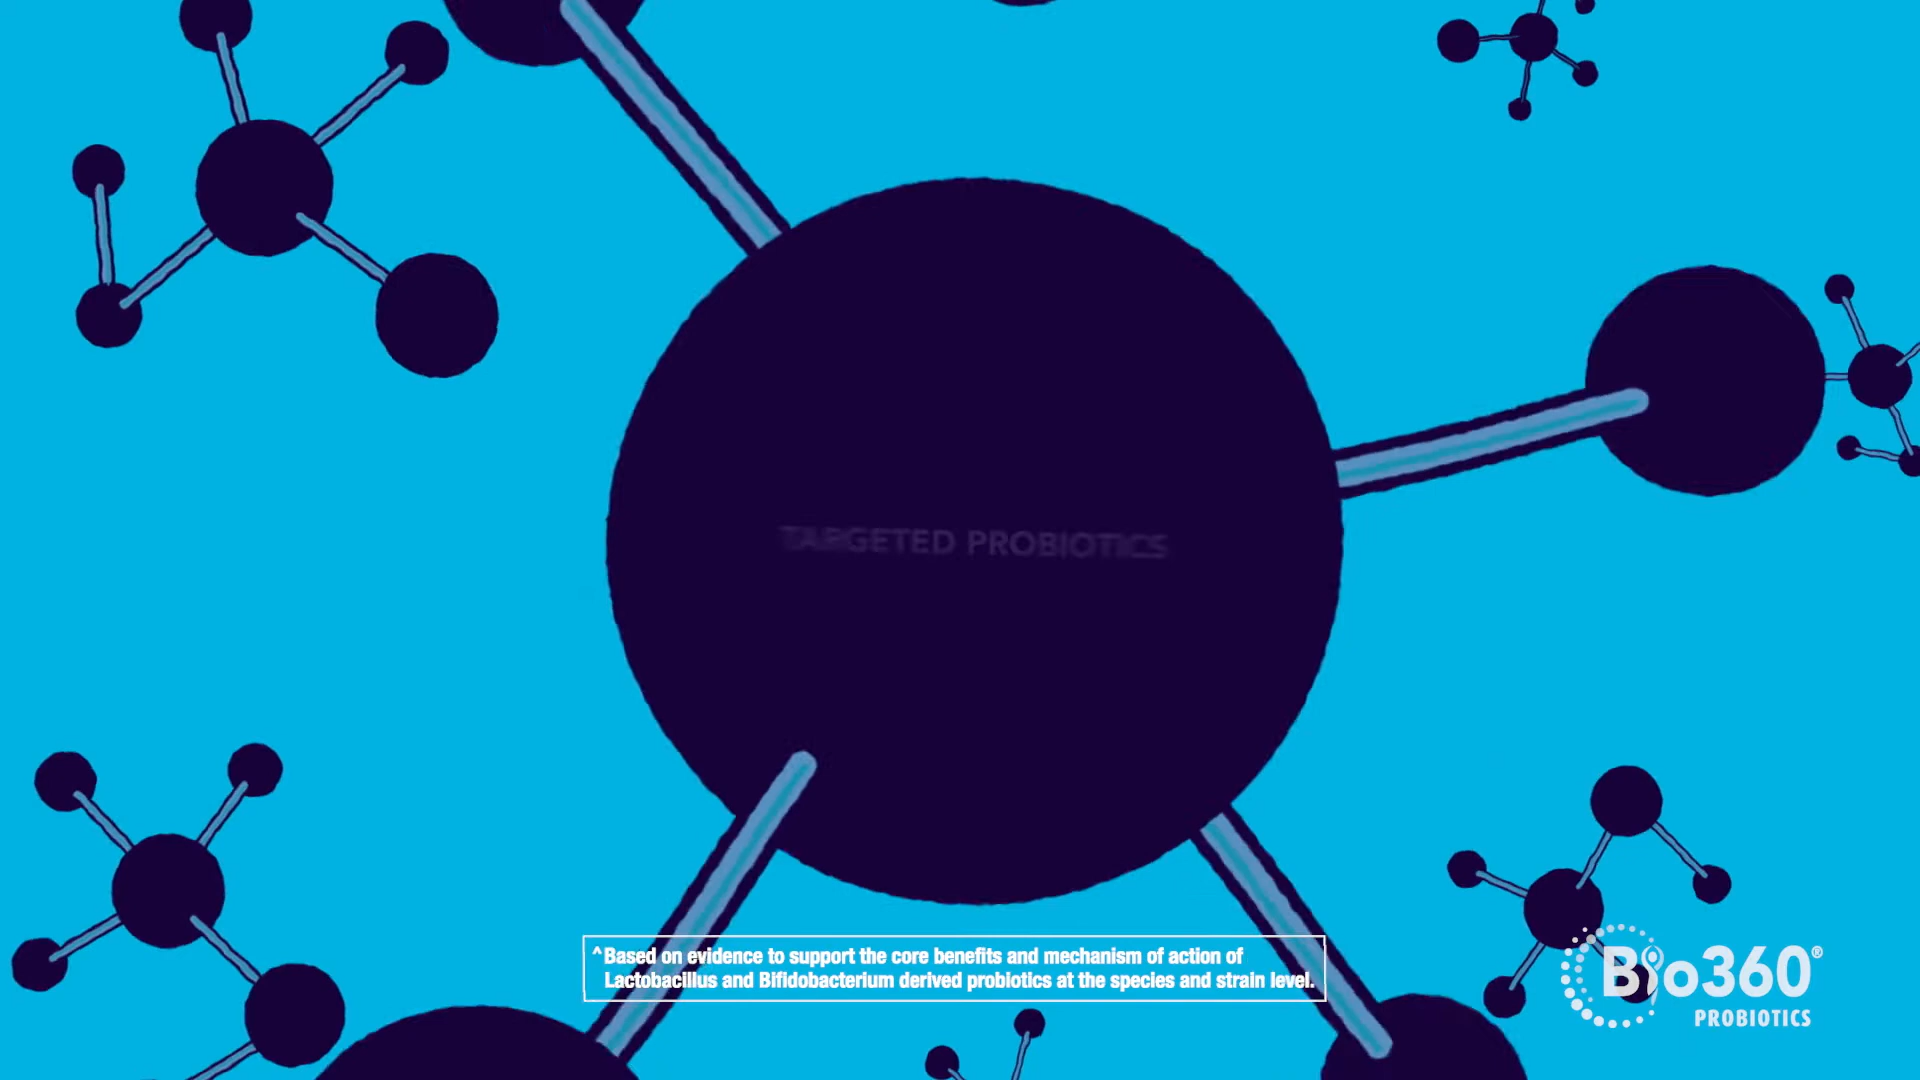 TARGETED PROBIOTICS
^Based on evidence to support the core benefits and mechanism of action of
Lactobacillus and Bifidobacterium derived probiotics at the species and strain level.
Bio360®
PROBIOTICS